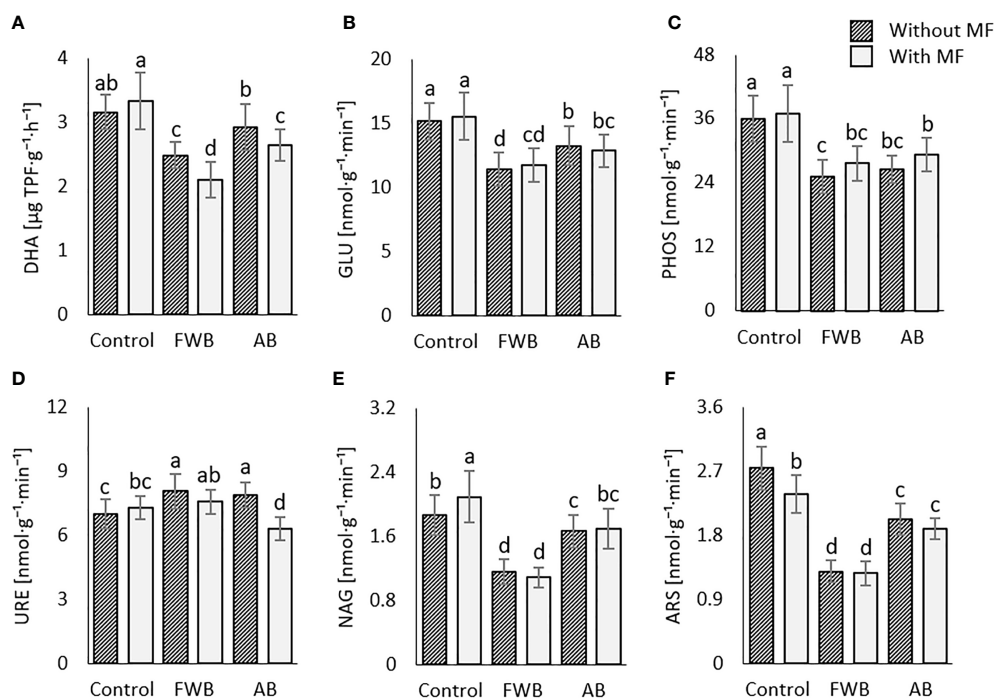 Without MF
With MF
A
DHA [µg TPF·g⁻¹·h⁻¹]
4
3
2
1
0
ab
a
c
d
b
c
Control
FWB
AB
B
GLU [nmol·g⁻¹·min⁻¹]
20
15
10
5
0
a
a
d
cd
b
bc
Control
FWB
AB
C
PHOS [nmol·g⁻¹·min⁻¹]
48
36
24
12
0
a
a
c
bc
bc
b
Control
FWB
AB
D
URE [nmol·g⁻¹·min⁻¹]
12
9
6
3
0
c
bc
a
ab
a
d
Control
FWB
AB
E
NAG [nmol·g⁻¹·min⁻¹]
3.2
2.4
1.6
0.8
0
b
a
d
d
c
bc
Control
FWB
AB
F
ARS [nmol·g⁻¹·min⁻¹]
3.6
2.7
1.8
0.9
0
a
b
d
d
c
c
Control
FWB
AB